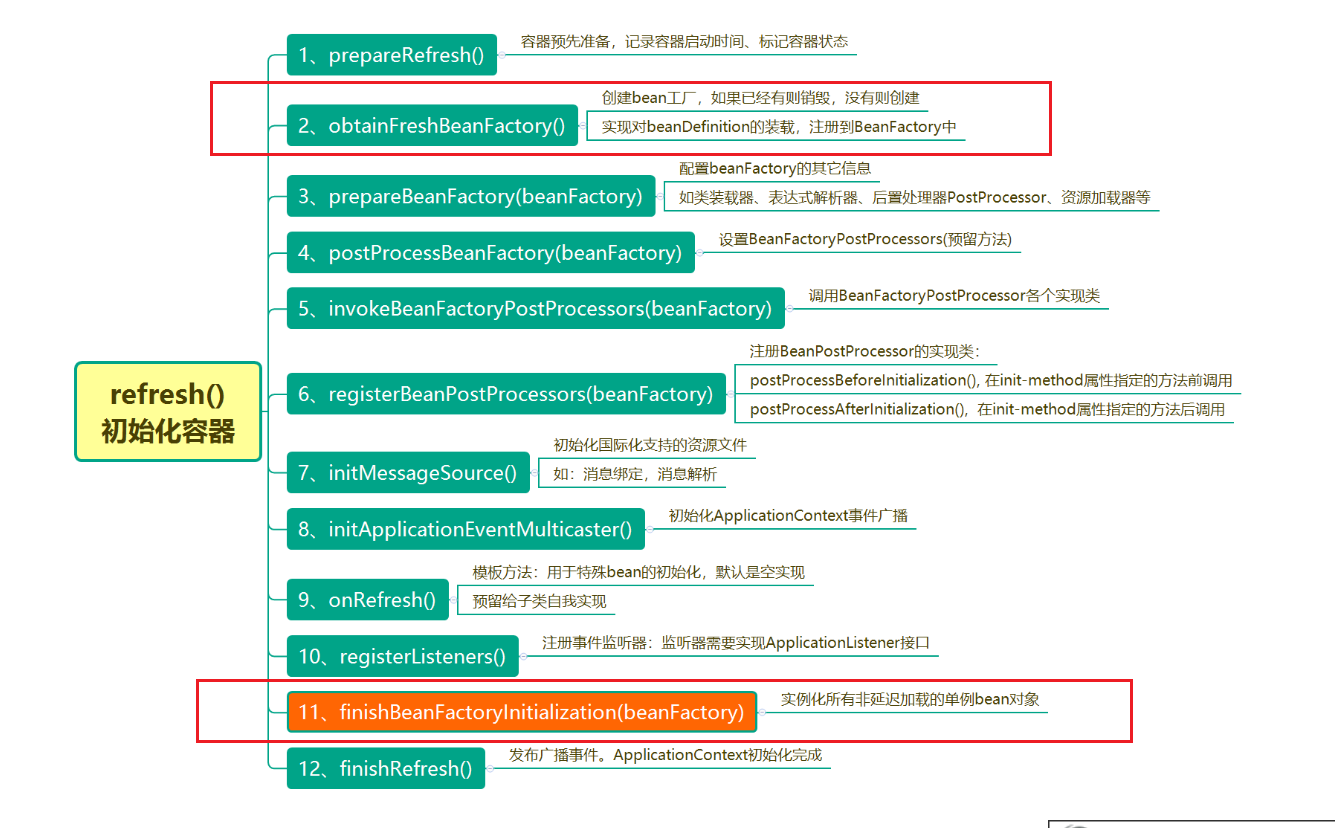 1、prepareRefresh()
容器预先准备，记录容器启动时间、标记容器状态
2、obtainFreshBeanFactory()
创建bean工厂，如果已经有则销毁，没有则创建
实现对beanDefinition的装载，注册到BeanFactory中
3、prepareBeanFactory(beanFactory)
配置beanFactory的其它信息
如类装载器、表达式解析器、后置处理器PostProcessor、资源加载器等
4、postProcessBeanFactory(beanFactory)
设置BeanFactoryPostProcessors(预留方法)
5、invokeBeanFactoryPostProcessors(beanFactory)
调用BeanFactoryPostProcessor各个实现类
refresh()
初始化容器
6、registerBeanPostProcessors(beanFactory)
注册BeanPostProcessor的实现类：
postProcessBeforeInitialization(), 在init-method属性指定的方法前调用
postProcessAfterInitialization()，在init-method属性指定的方法后调用
7、initMessageSource()
初始化国际化支持的资源文件
如：消息绑定，消息解析
8、initApplicationEventMulticaster()
初始化ApplicationContext事件广播
9、onRefresh()
模板方法：用于特殊bean的初始化，默认是空实现
预留给子类自我实现
10、registerListeners()
注册事件监听器：监听器需要实现ApplicationListener接口
11、finishBeanFactoryInitialization(beanFactory)
实例化所有非延迟加载的单例bean对象
12、finishRefresh()
发布广播事件。ApplicationContext初始化完成